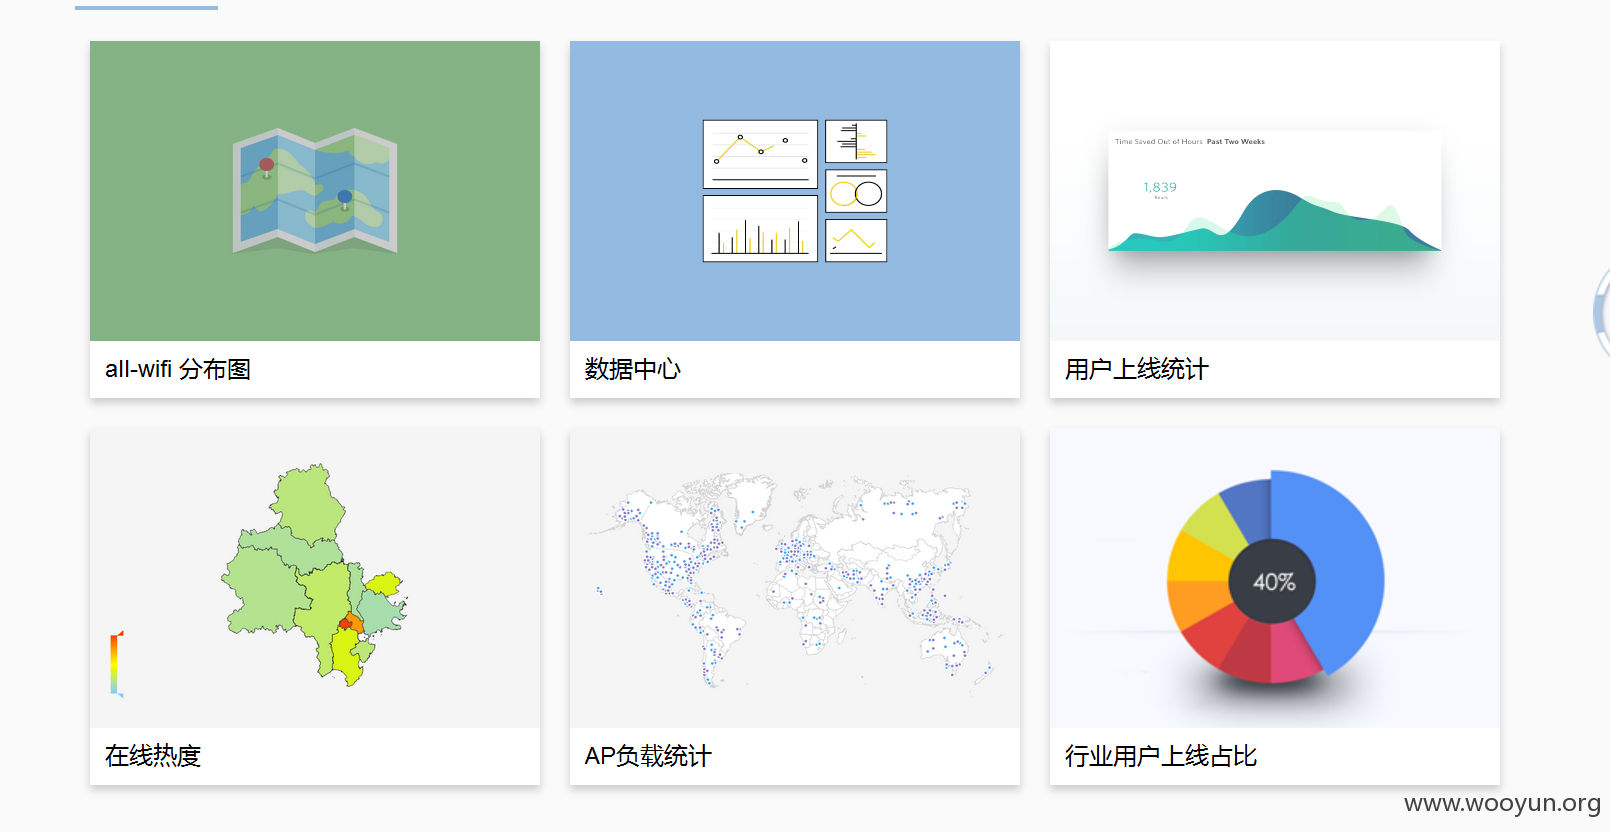 Time Saved Out of Hours Past Two Weeks
1,839
hours
all-wifi 分布图
数据中心
用户上线统计
40%
在线热度
AP负载统计
行业用户上线占比
www.wooyun.org